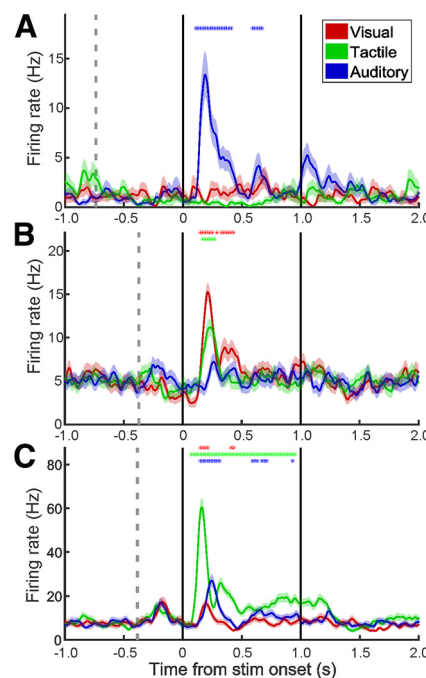 A
Visual
Tactile
Auditory
Firing rate (Hz)
15
10
5
0
-1.0 -0.5 0 0.5 1.0 1.5 2.0
B
Firing rate (Hz)
20
15
10
5
0
-1.0 -0.5 0 0.5 1.0 1.5 2.0
C
Firing rate (Hz)
80
60
40
20
0
-1.0 -0.5 0 0.5 1.0 1.5 2.0
Time from stim onset (s)